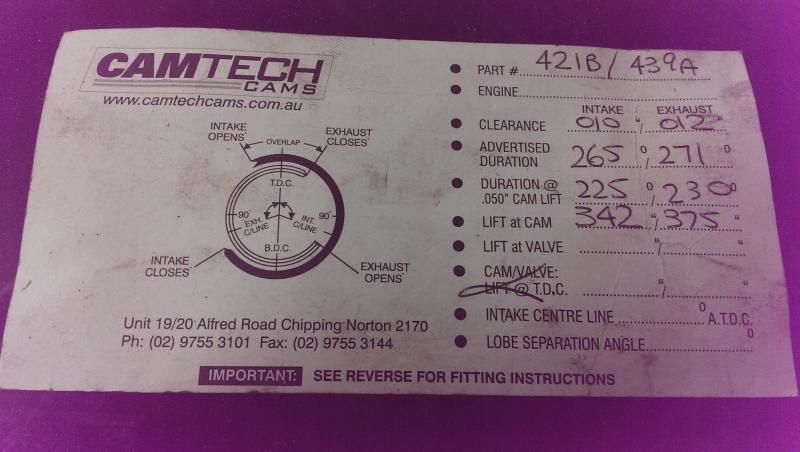 CAMTECH
CAMS
www.camtechcams.com.au
INTAKE
OPENS
OVERLAP
EXHAUST
CLOSES
T.D.C.
90°
EXH.
C/LINE
INT.
C/LINE
90°
B.D.C.
INTAKE
CLOSES
EXHAUST
OPENS
Unit 19/20 Alfred Road Chipping Norton 2170
Ph: (02) 9755 3101 Fax: (02) 9755 3144
• PART # 421B / 439A
• ENGINE
INTAKE EXHAUST
• CLEARANCE 010 "/ 012 "
• ADVERTISED
DURATION 265 °/ 271 °
• DURATION @
.050" CAM LIFT 225 °/ 230 °
• LIFT at CAM 342 "/ 375 "
• LIFT at VALVE "/ "
• CAM/VALVE:
LIFT @ T.D.C. "/ "
• INTAKE CENTRE LINE ° A.T.D.C.
• LOBE SEPARATION ANGLE °
IMPORTANT: SEE REVERSE FOR FITTING INSTRUCTIONS